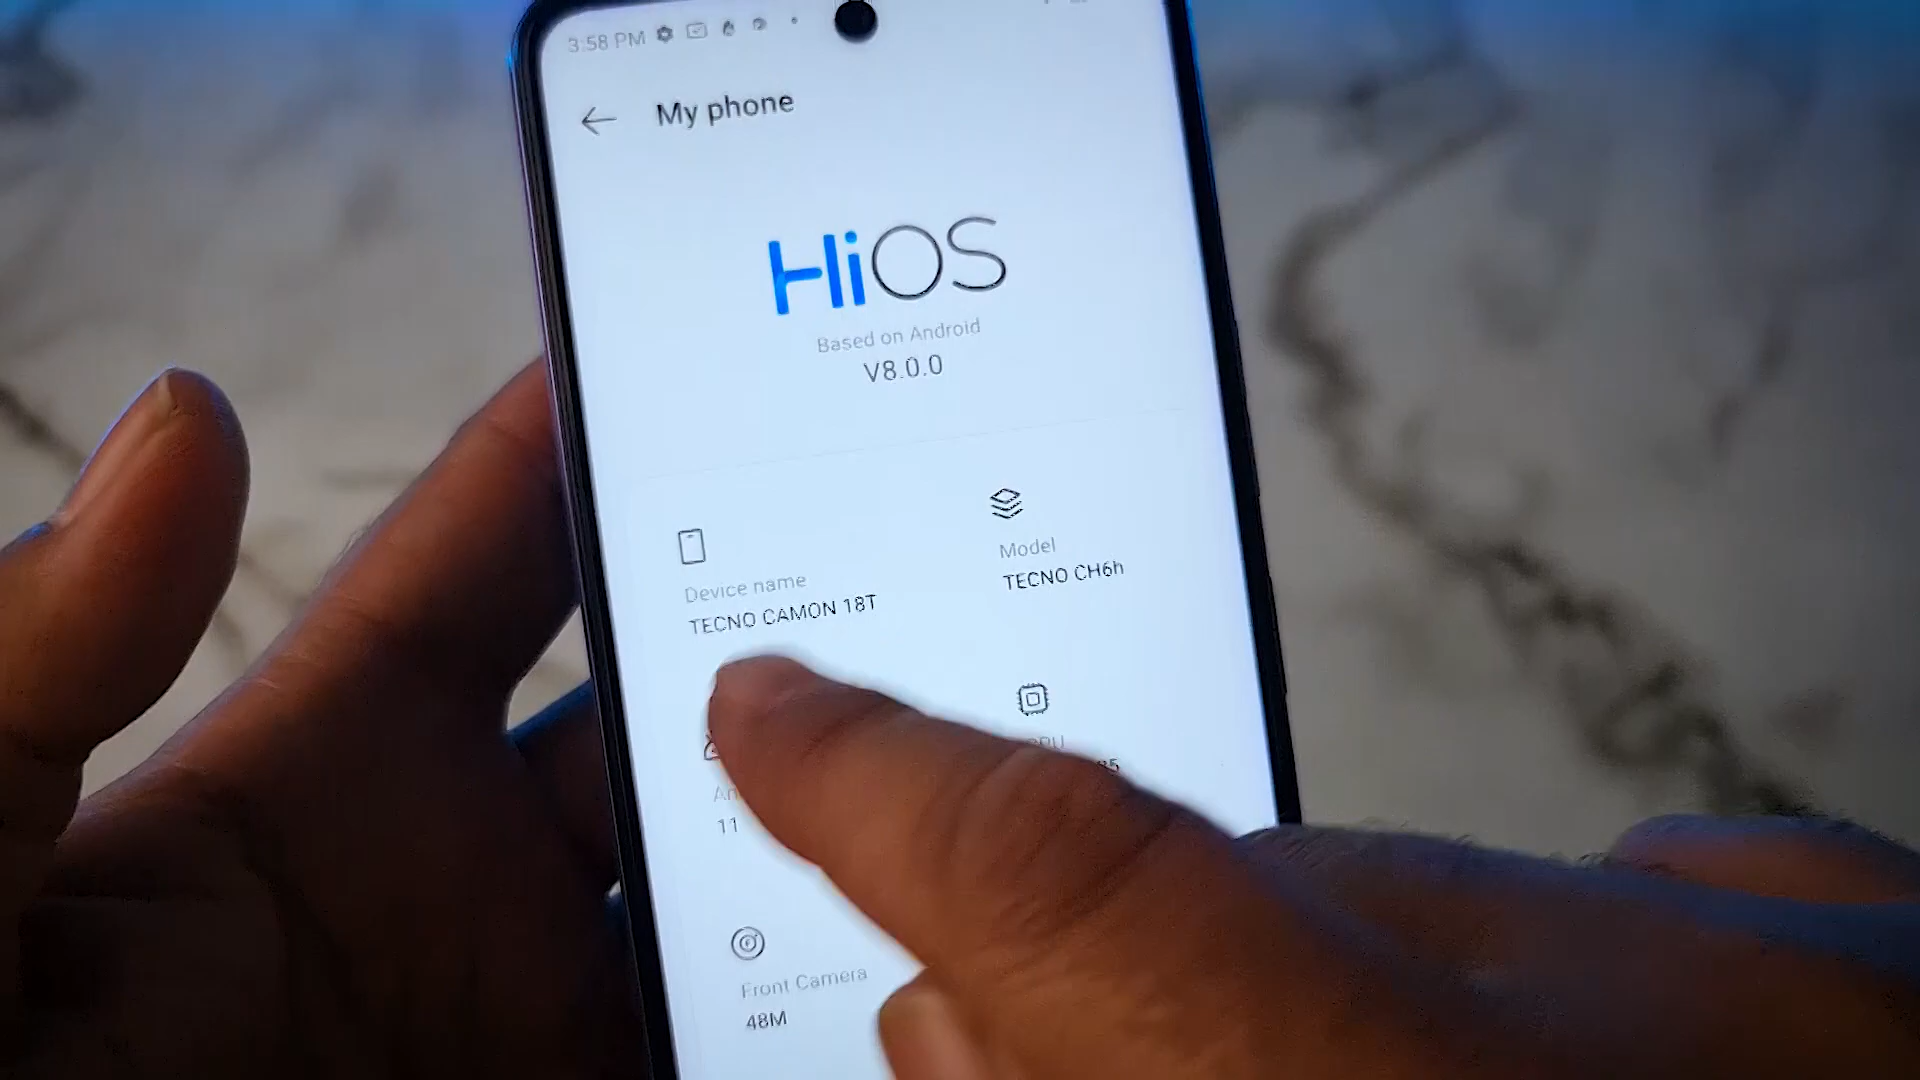 3:58 PM
My phone
HiOS
Based on Android
V8.0.0
Device name
TECNO CAMON 18T
Model
TECNO CH6h
11
Front Camera
48M